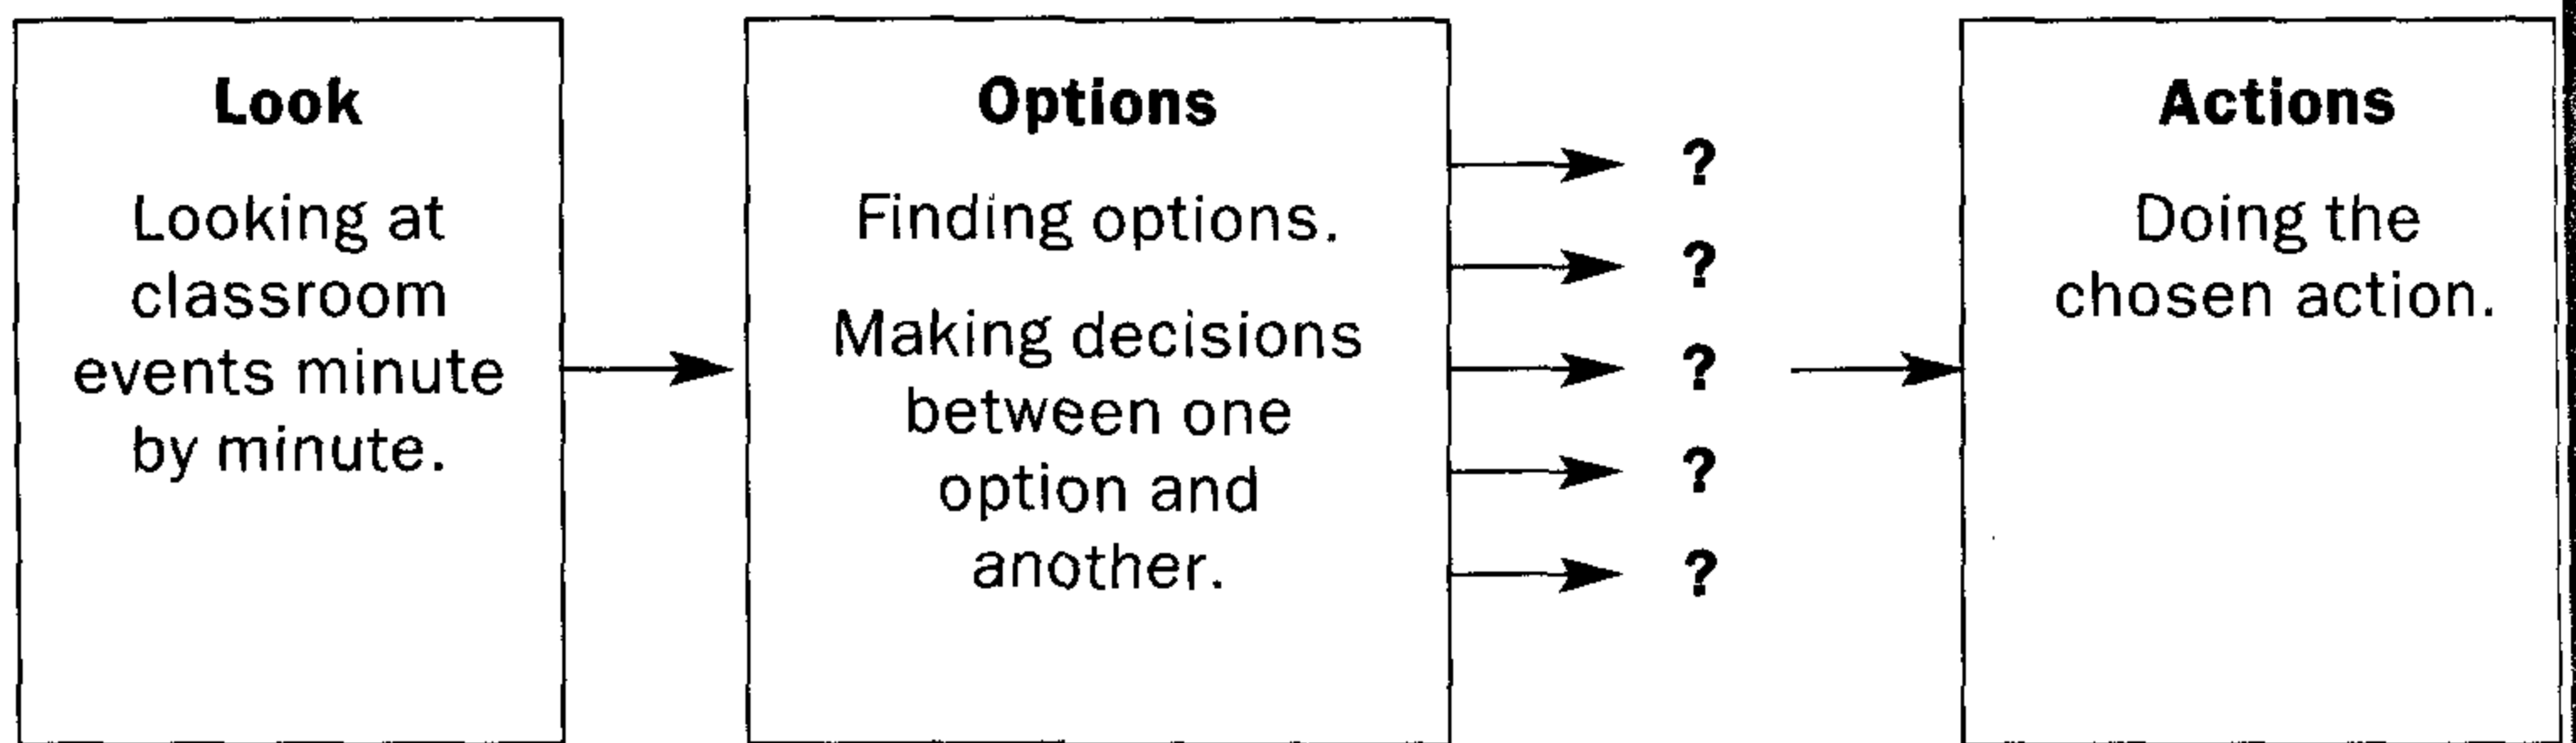 Look
Looking at
classroom
events minute
by minute.
Options
Finding options.
Making decisions
between one
option and
another.
?
?
?
?
?
Actions
Doing the
chosen action.